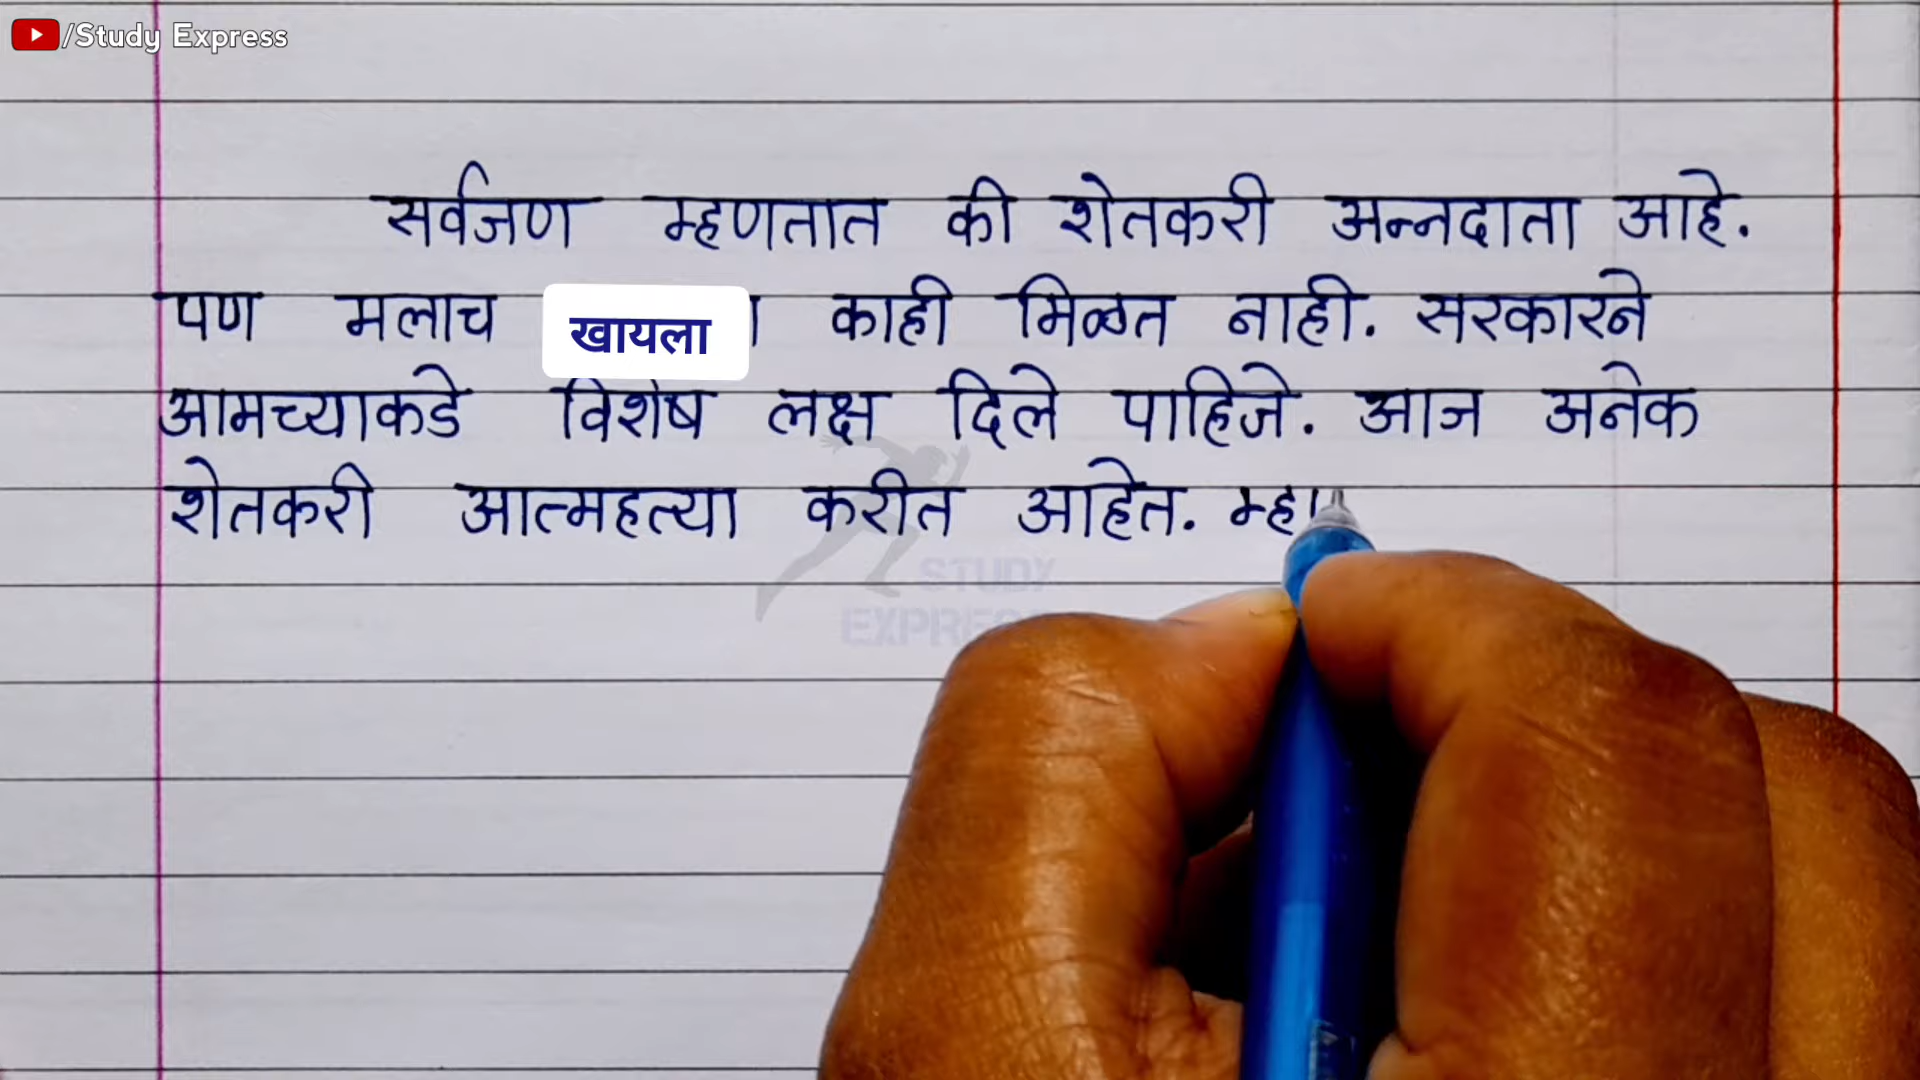 /Study Express
सर्वजण म्हणतात की शेतकरी अन्नदाता आहे.
पण मलाच खायला काही मिळत नाही. सरकारने
आमच्याकडे विशेष लक्ष दिले पाहिजे. आज अनेक
शेतकरी आत्महत्या करीत आहेत.
STUDY